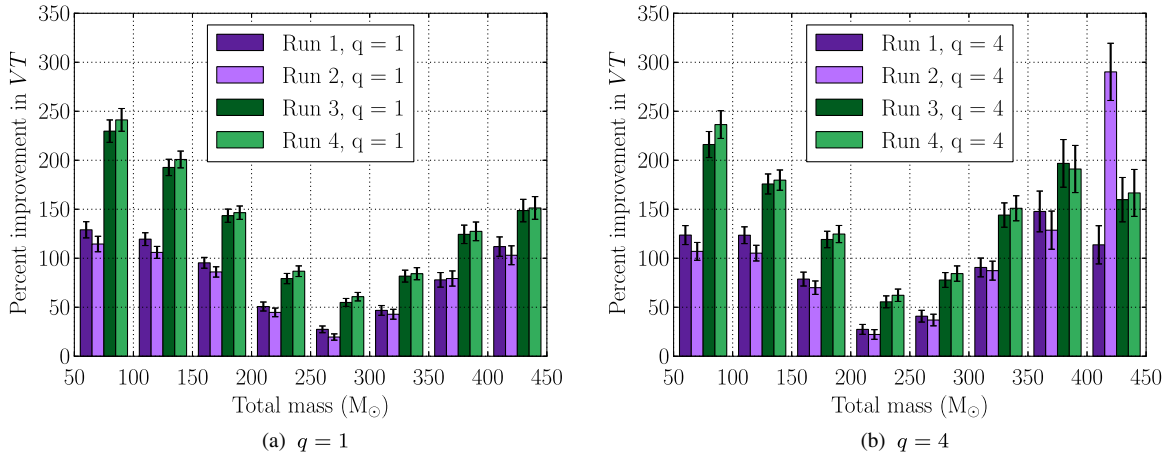 Percent improvement in VT
350
300
250
200
150
100
50
0
Run 1, q = 1
Run 2, q = 1
Run 3, q = 1
Run 4, q = 1
50 100 150 200 250 300 350 400 450
Total mass (M⊙)
(a) q = 1
Percent improvement in VT
350
300
250
200
150
100
50
0
Run 1, q = 4
Run 2, q = 4
Run 3, q = 4
Run 4, q = 4
50 100 150 200 250 300 350 400 450
Total mass (M⊙)
(b) q = 4